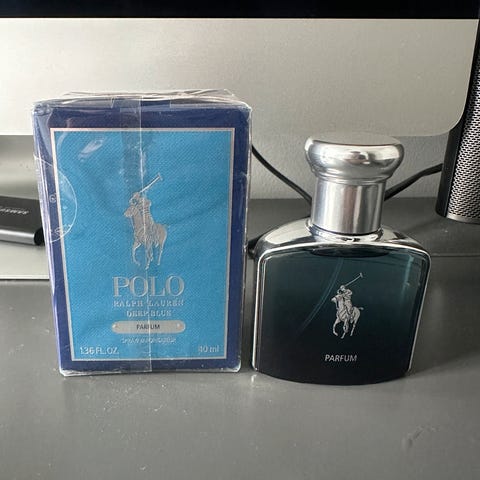 POLO
RALPH LAUREN
DEEP BLUE
PARFUM
1.36 FL. OZ. 40 ml
PARFUM